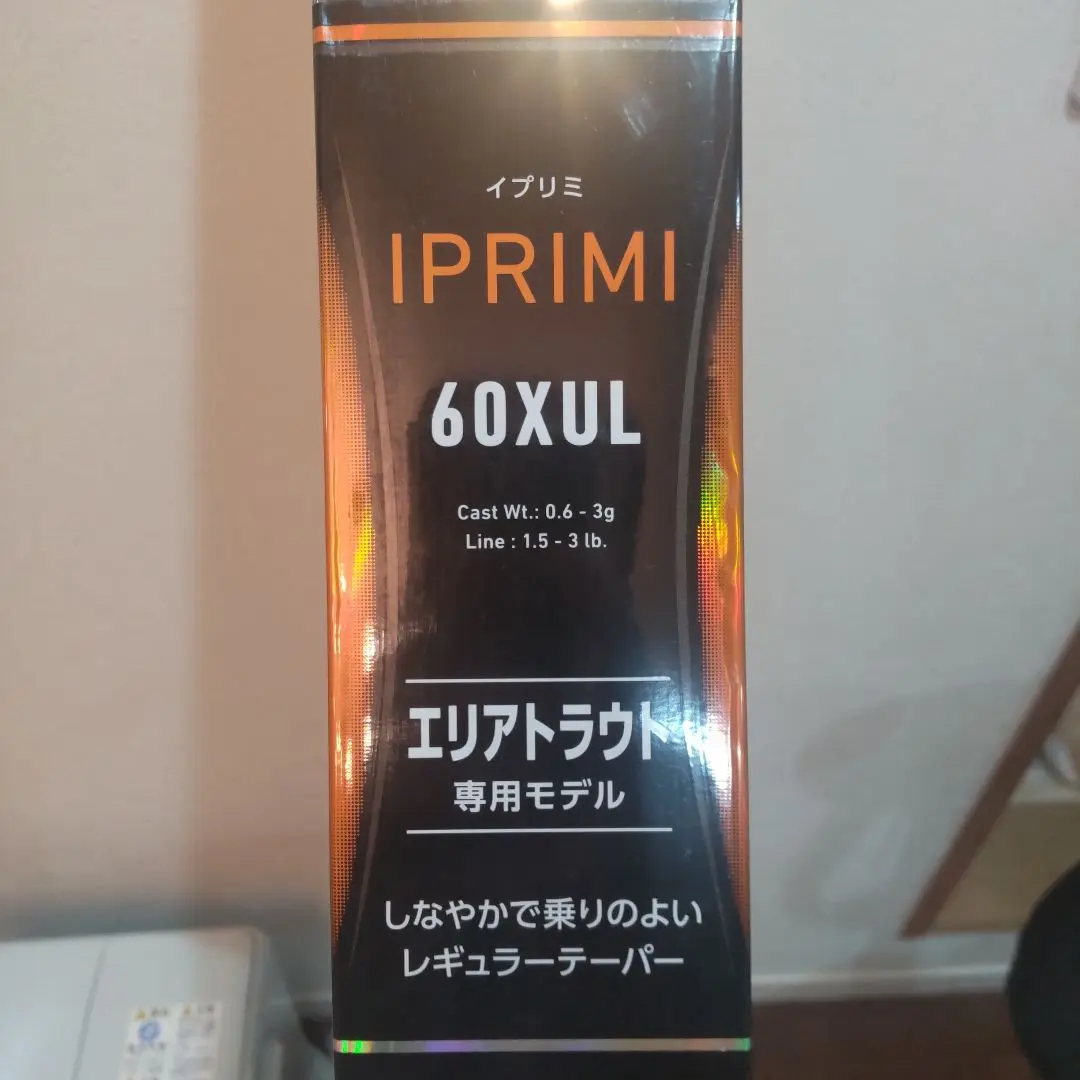 イプリミ
IPRIMI
60XUL
Cast Wt.: 0.6 - 3g
Line : 1.5 - 3 lb.
エリアトラウト
専用モデル
しなやかで乗りのよい
レギュラーテーパー